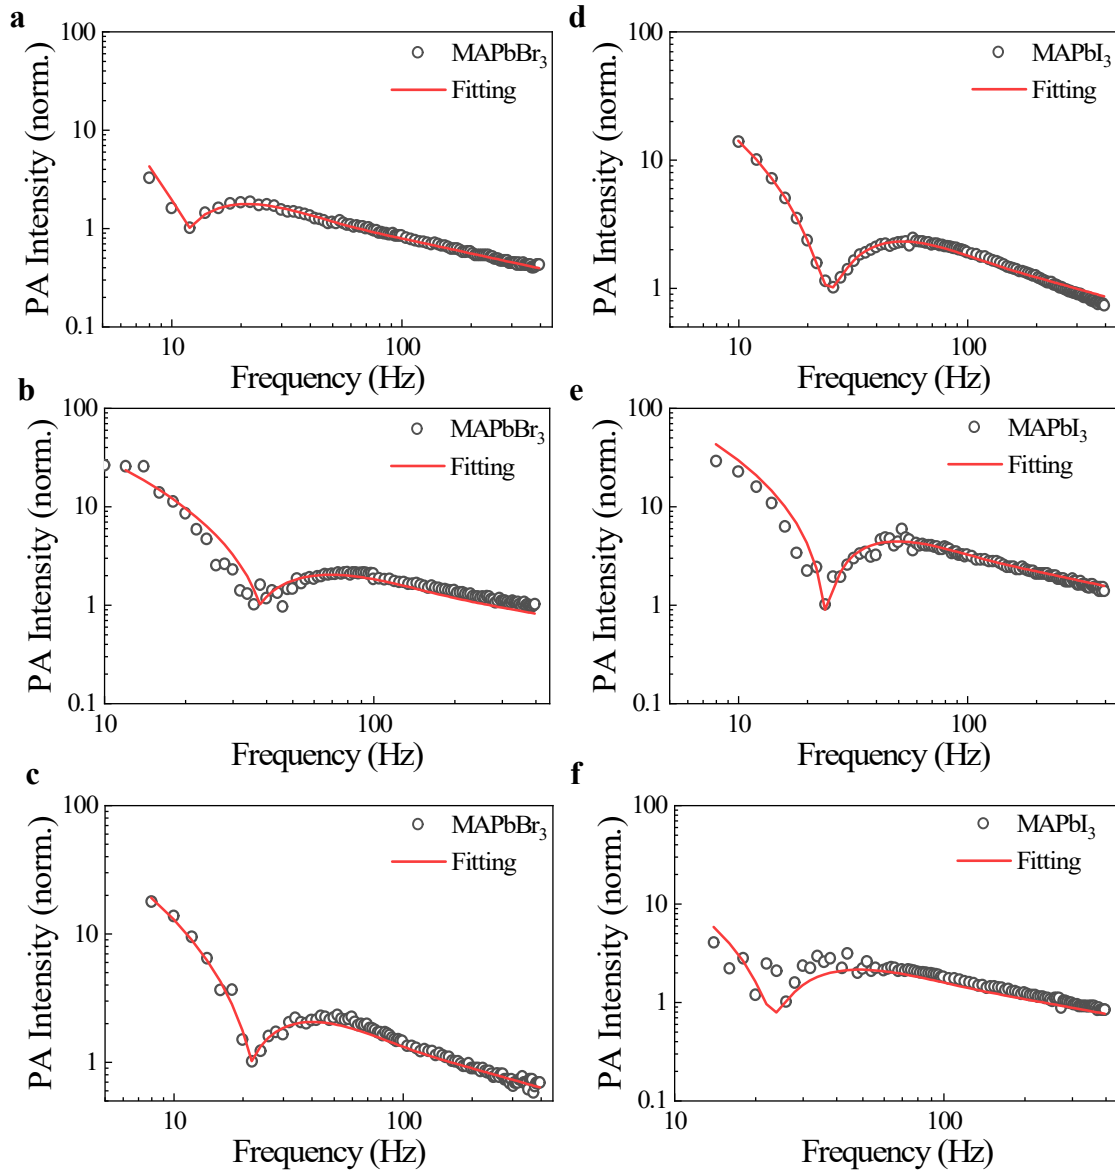 a
100
10
1
0.1
PA Intensity (norm.)
MAPbBr₃
Fitting
10
100
Frequency (Hz)
d
100
10
1
PA Intensity (norm.)
MAPbI₃
Fitting
10
100
Frequency (Hz)
b
100
10
1
0.1
PA Intensity (norm.)
MAPbBr₃
Fitting
10
100
Frequency (Hz)
e
100
10
1
0.1
PA Intensity (norm.)
MAPbI₃
Fitting
10
100
Frequency (Hz)
c
100
10
1
PA Intensity (norm.)
MAPbBr₃
Fitting
10
100
Frequency (Hz)
f
100
10
1
0.1
PA Intensity (norm.)
MAPbI₃
Fitting
10
100
Frequency (Hz)